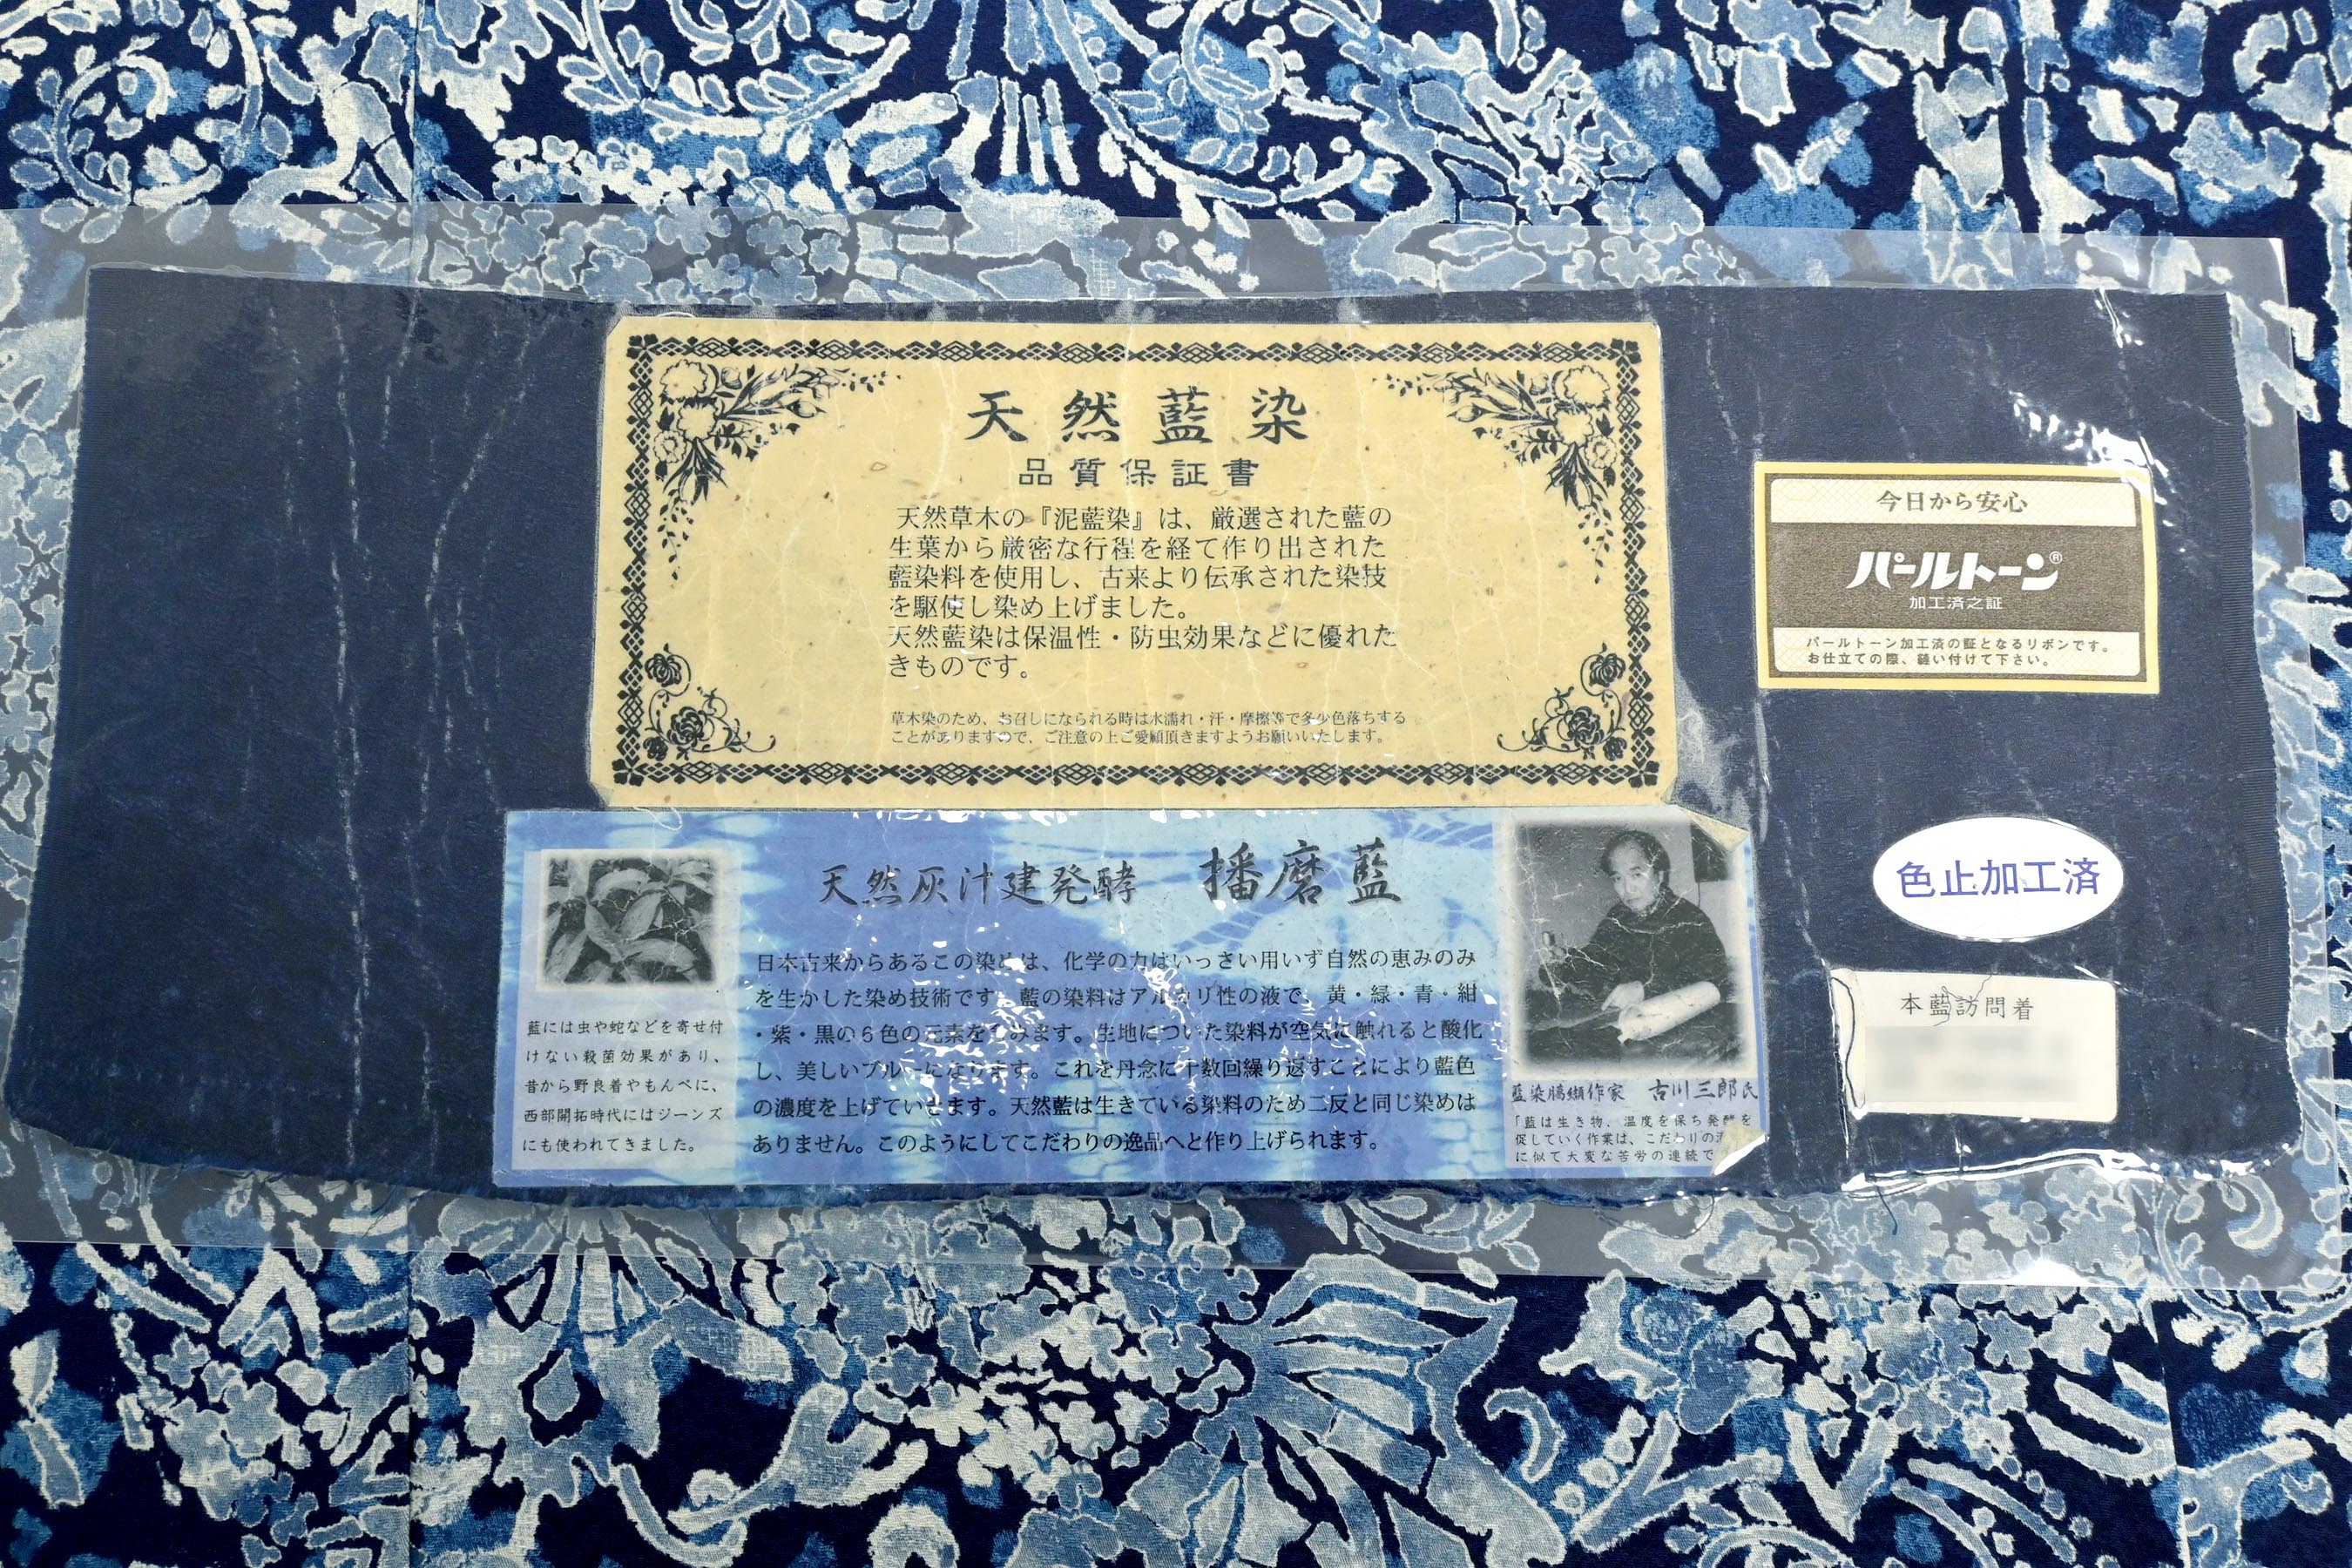 天然藍染
品質保証書
天然草木の『泥藍染』は、厳選された藍の
生葉から厳密な行程を経て作り出された
藍染料を使用し、古来より伝承された染技
を駆使し染め上げました。
天然藍染は保温性・防虫効果などに優れた
きものです。
草木染のため、お召しになられる時は水濡れ・汗・摩擦等で多少色落ちする
ことがありますので、ご注意の上ご愛顧頂きますようお願いいたします。
今日から安心
パールトーン®
加工済之証
パールトーン加工済の証となるリボンです。
お仕立ての際、縫い付けて下さい。
天然灰汁建発酵 播磨藍
日本古来からあるこの染めは、化学の力はいっさい用いず自然の恵みのみ
を生かした染め技術です。藍の染料はアルカリ性の液で、黄・緑・青・紺
・紫・黒の6色の元素を含みます。生地についた染料が空気に触れると酸化
し、美しいブルーになります。これを丹念に十数回繰り返すことにより藍色
の濃度を上げていきます。天然藍は生きている染料のため二反と同じ染めは
ありません。このようにしてこだわりの逸品へと作り上げられます。
藍には虫や蛇などを寄せ付
けない殺菌効果があり、
昔から野良着やもんぺに、
西部開拓時代にはジーンズ
にも使われてきました。
藍染臈纈作家 古川三郎氏
「藍は生き物、温度を保ち発酵を
促していく作業は、こだわりの
に似て大変な苦労の連続で
色止加工済
本藍訪問着